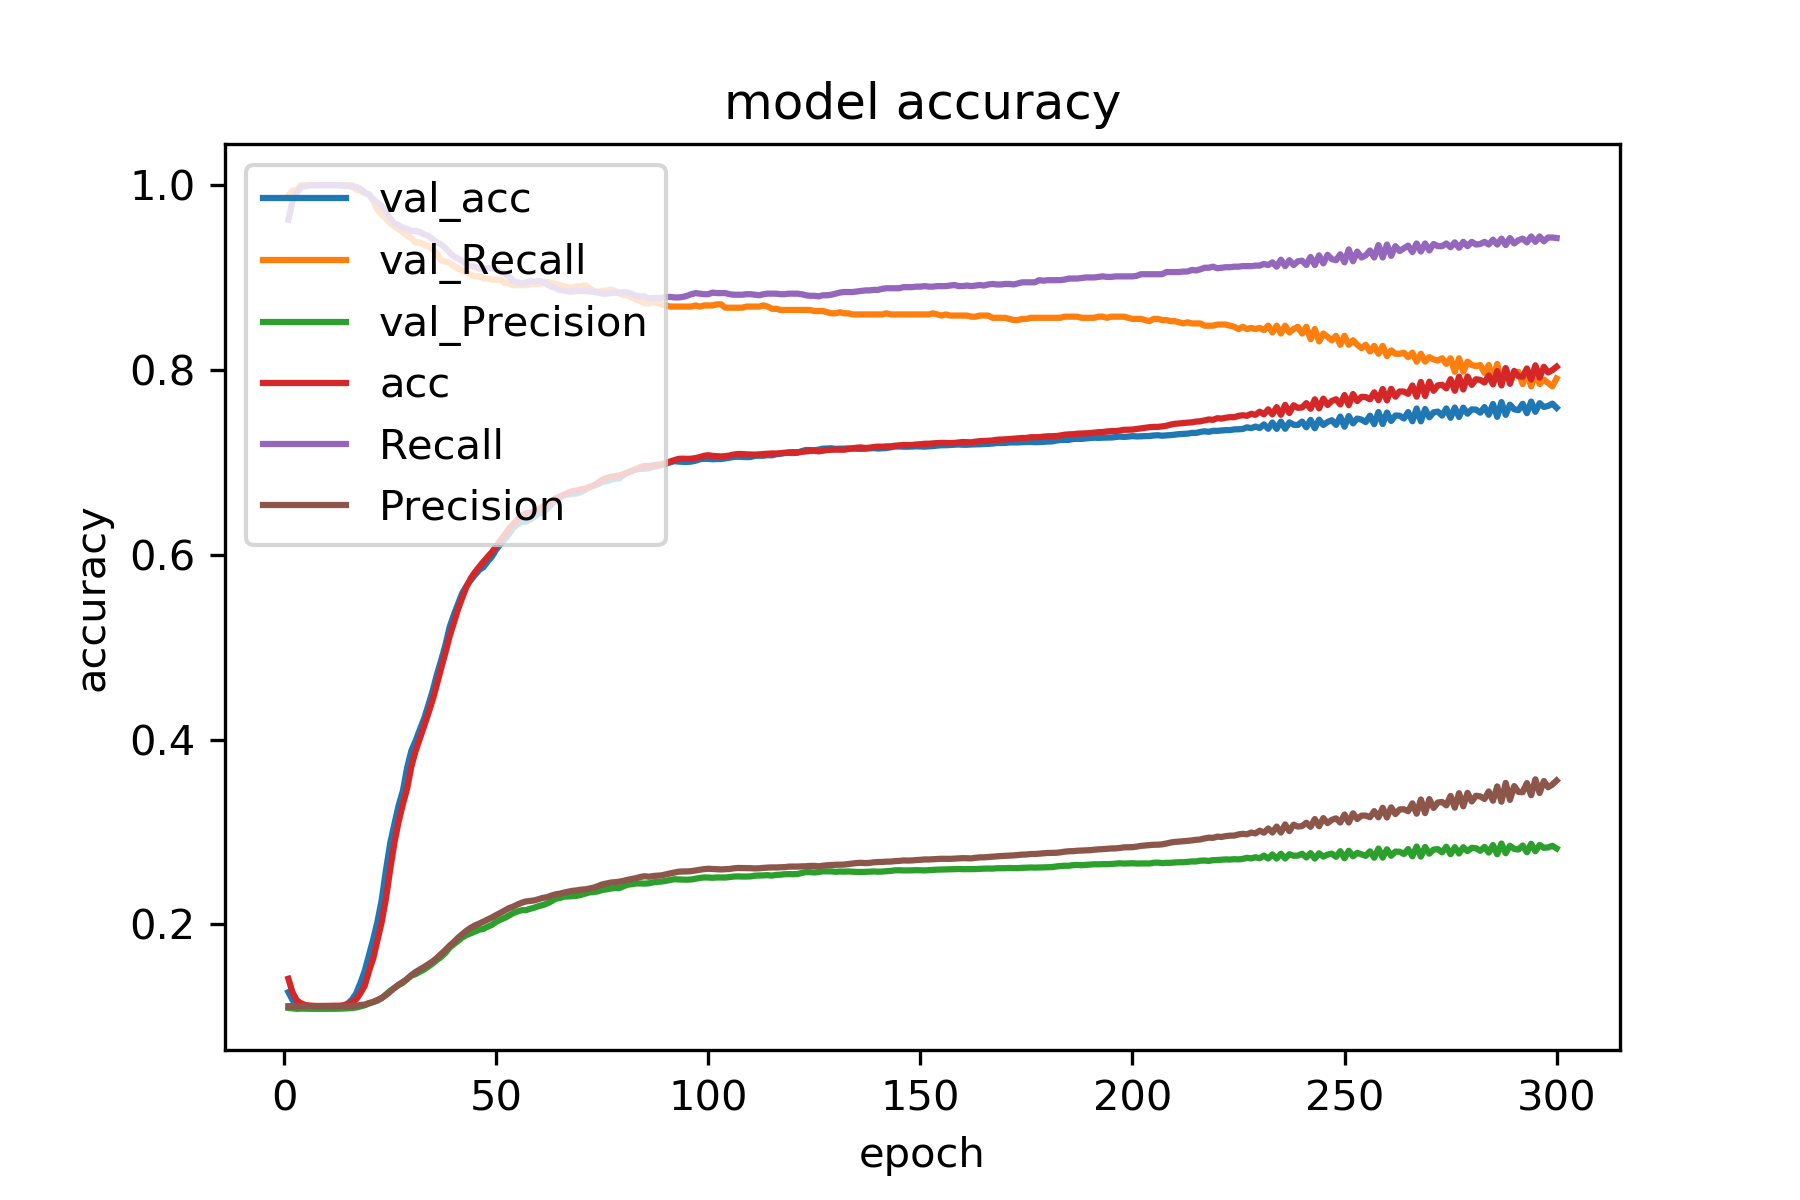 model accuracy
1.0
0.8
0.6
0.4
0.2
accuracy
val_acc
val_Recall
val_Precision
acc
Recall
Precision
0 50 100 150 200 250 300
epoch